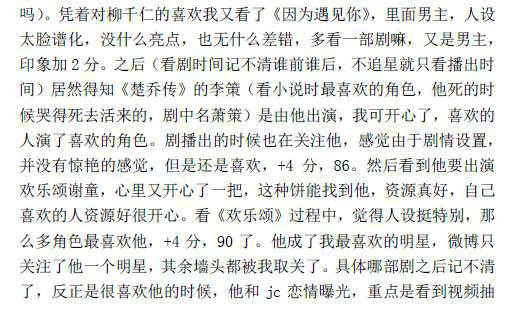 吗）。凭着对柳千仁的喜欢我又看了《因为遇见你》，里面男主，人设
太脸谱化，没什么亮点，也无什么差错，多看一部剧嘛，又是男主，
印象加 2 分。之后（看剧时间记不清谁前谁后，不追星就只看播出时
间）居然得知《楚乔传》的李策（看小说时最喜欢的角色，他死的时
候哭得死去活来的，剧中名萧策）是由他出演，我可开心了，喜欢的
人演了喜欢的角色。剧播出的时候也在关注他，感觉由于剧情设置，
并没有惊艳的感觉，但是还是喜欢，+4 分，86。然后看到他要出演
欢乐颂谢童，心里又开心了一把，这种饼能找到他，资源真好，自己
喜欢的人资源好很开心。看《欢乐颂》过程中，觉得人设挺特别，那
么多角色最喜欢他，+4 分，90 了。他成了我最喜欢的明星，微博只
关注了他一个明星，其余墙头都被我取关了。具体哪部剧之后记不清
了，反正是很喜欢他的时候，他和 jc 恋情曝光，重点是看到视频抽